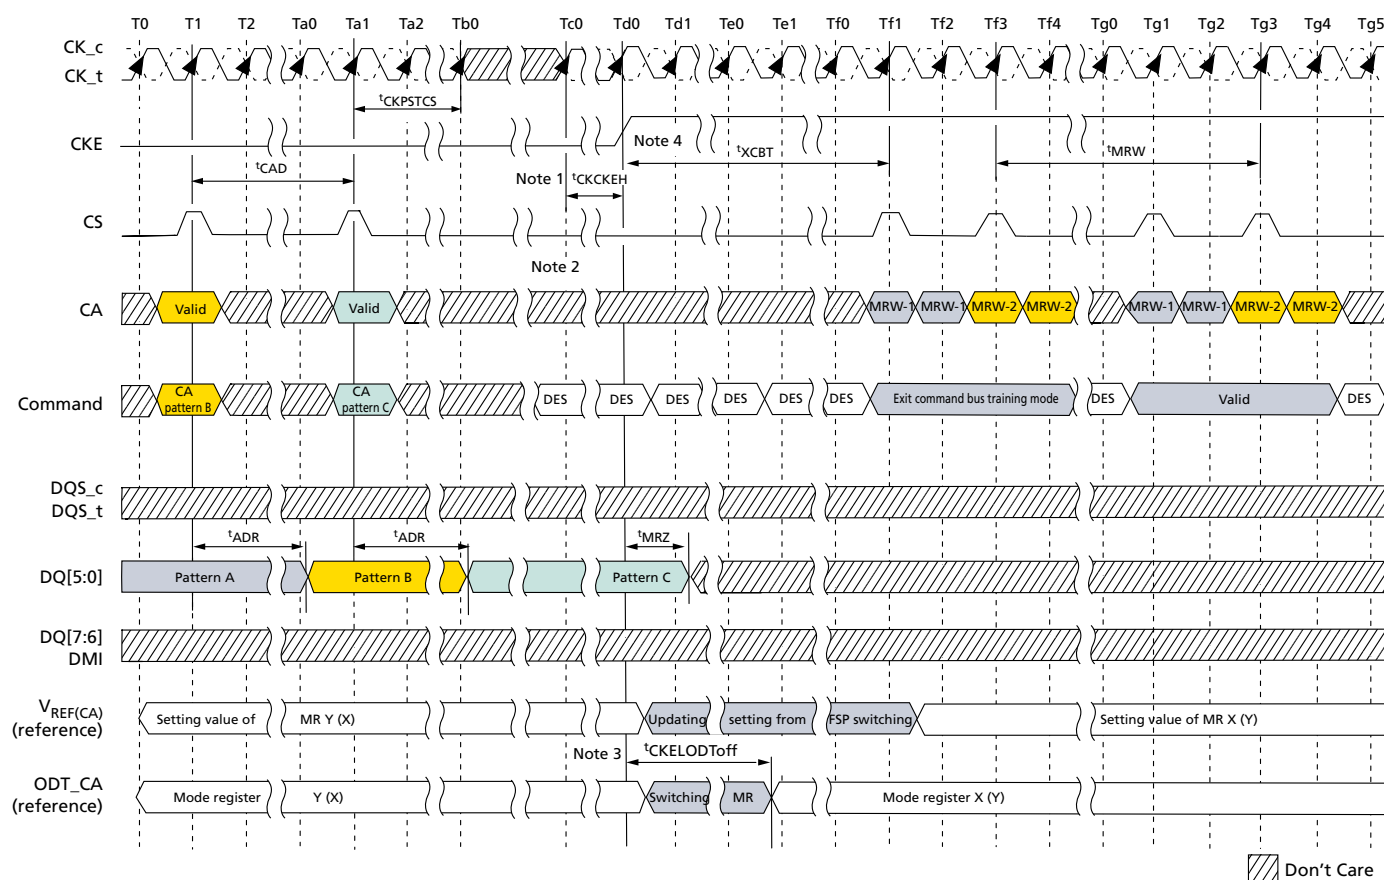 T0 T1 T2 Ta0 Ta1 Ta2 Tb0 Tc0 Td0 Td1 Te0 Te1 Tf0 Tf1 Tf2 Tf3 Tf4 Tg0 Tg1 Tg2 Tg3 Tg4 Tg5
CK_c
CK_t
tCKPSTCS
CKE
Note 4
tCAD
tXCBT
tMRW
Note 1 tCKCKEH
CS
Note 2
CA Valid Valid MRW-1 MRW-1 MRW-2 MRW-2 MRW-1 MRW-1 MRW-2 MRW-2
Command CA pattern B CA pattern C DES DES DES DES DES DES Exit command bus training mode DES Valid DES
DQS_c
DQS_t
tADR tADR tMRZ
DQ[5:0] Pattern A Pattern B Pattern C
DQ[7:6]
DMI
VREF(CA)
(reference)
Setting value of MR Y (X) Updating setting from FSP switching Setting value of MR X (Y)
Note 3 tCKELODToff
ODT_CA
(reference)
Mode register Y (X) Switching MR Mode register X (Y)
Don't Care